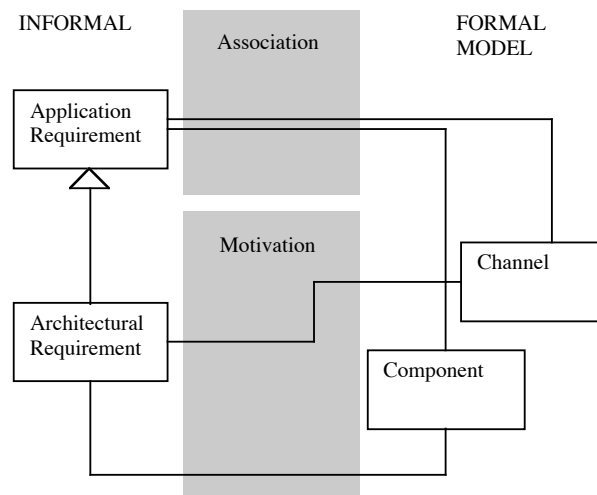 INFORMAL
Association
FORMAL
MODEL
Application
Requirement
Motivation
Channel
Architectural
Requirement
Component